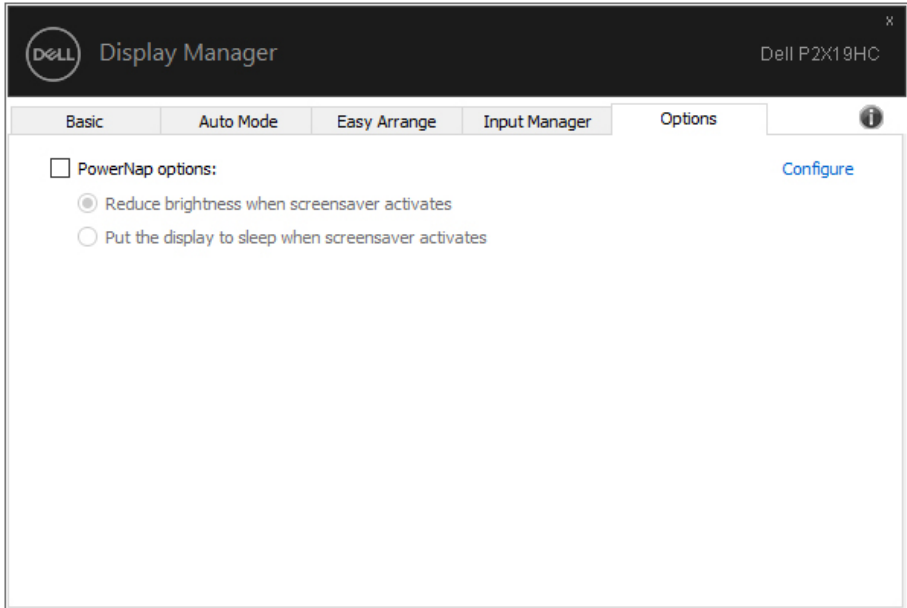 x
DELL Display Manager Dell P2X19HC
Basic Auto Mode Easy Arrange Input Manager Options i
PowerNap options: Configure
Reduce brightness when screensaver activates
Put the display to sleep when screensaver activates